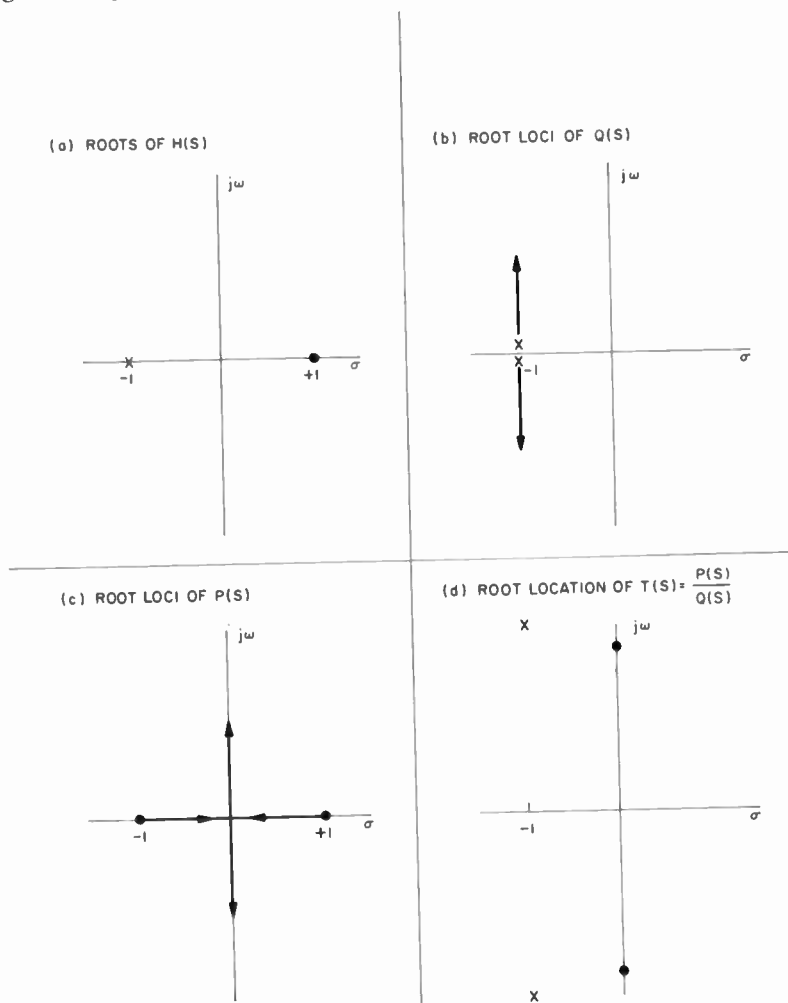 (a) ROOTS OF H(S)
jω
-1
+1
σ
(b) ROOT LOCI OF Q(S)
jω
-1
σ
(c) ROOT LOCI OF P(S)
jω
-1
+1
σ
(d) ROOT LOCATION OF T(S)= P(S)
Q(S)
jω
-1
σ